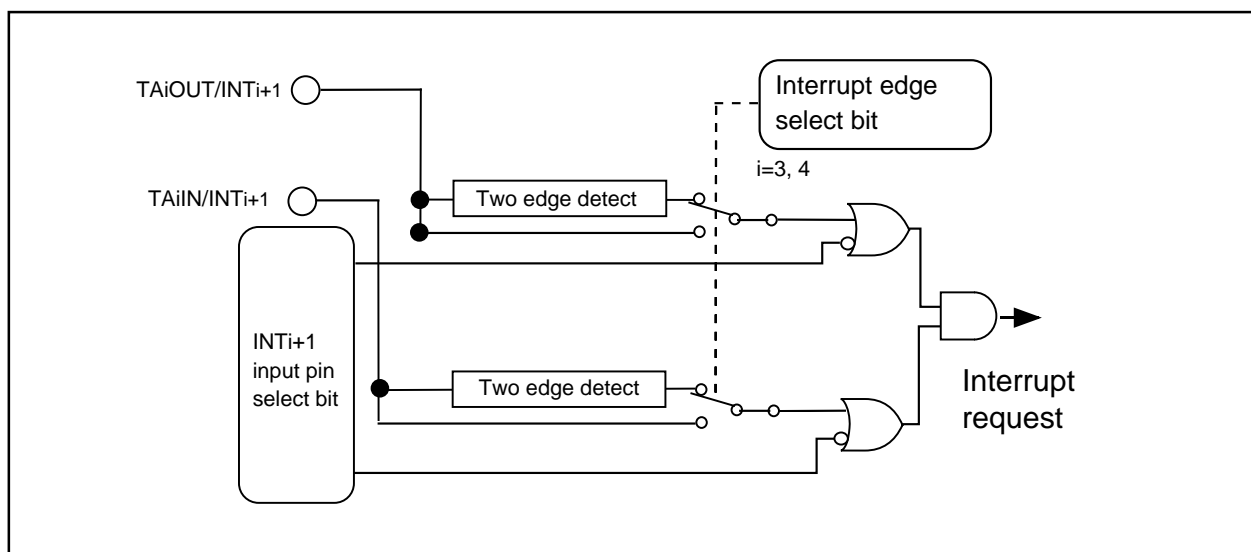 TAiOUT/INTi+1
Interrupt edge
select bit
i=3, 4
TAiIN/INTi+1
Two edge detect
INTi+1
input pin
select bit
Two edge detect
Interrupt
request